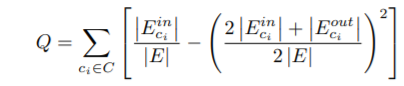 Q = \sum_{c_i \in C} \left[ \frac{|E_{c_i}^{in}|}{|E|} - \left( \frac{2|E_{c_i}^{in}| + |E_{c_i}^{out}|}{2|E|} \right)^2 \right]